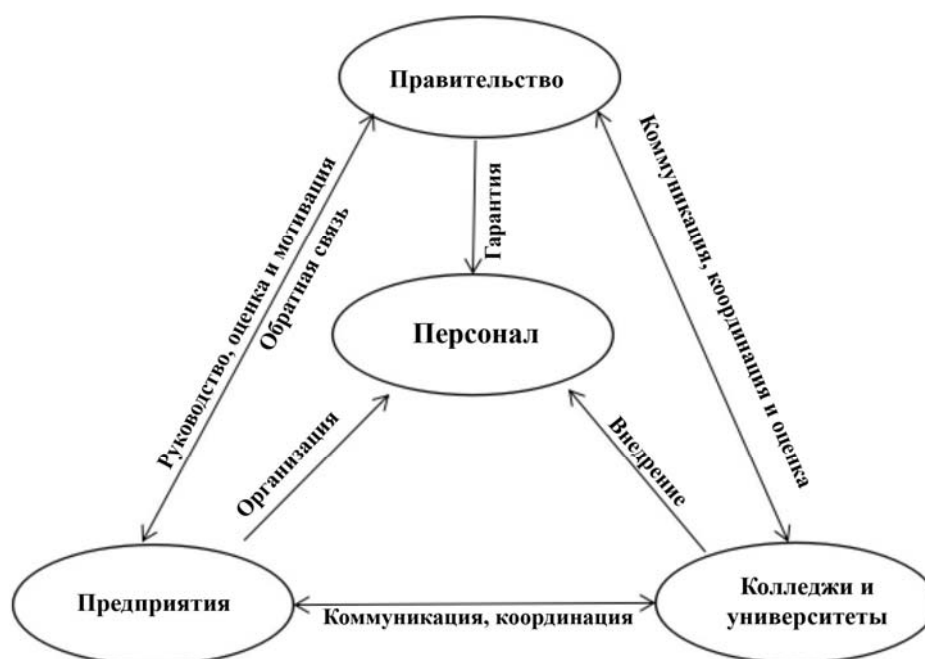 Правительство
Руководство, оценка и мотивация
Обратная связь
Гарантия
Коммуникация, координация и оценка
Персонал
Организация
Внедрение
Предприятия
Коммуникация, координация
Колледжи и
университеты